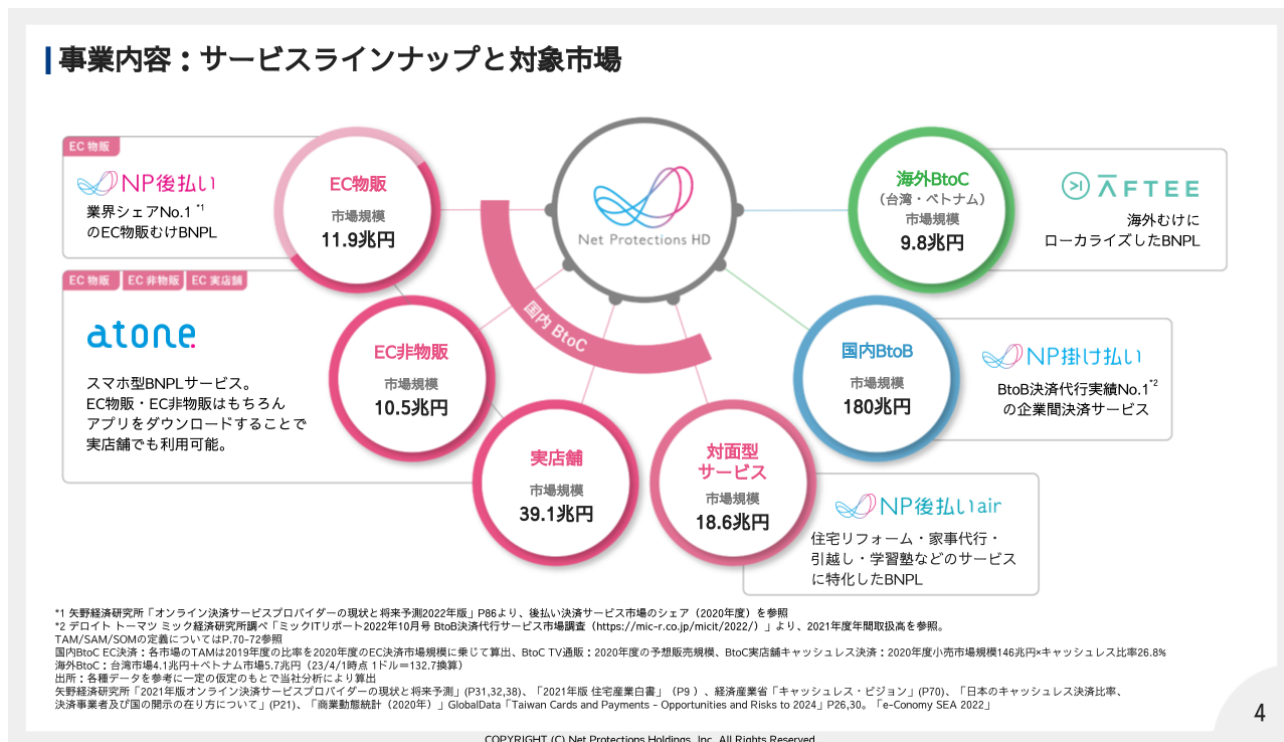 事業内容：サービスラインナップと対象市場
EC 物販
NP後払い
業界シェアNo.1 *1
のEC物販むけBNPL
EC物販
市場規模
11.9兆円
Net Protections HD
国内 BtoC
海外BtoC
（台湾・ベトナム）
市場規模
9.8兆円
AFTEE
海外むけに
ローカライズしたBNPL
EC 物販
EC 非物販
EC 実店舗
atone
スマホ型BNPLサービス。
EC物販・EC非物販はもちろん
アプリをダウンロードすることで
実店舗でも利用可能。
EC非物販
市場規模
10.5兆円
国内BtoB
市場規模
180兆円
NP掛け払い
BtoB決済代行実績No.1*2
の企業間決済サービス
実店舗
市場規模
39.1兆円
対面型
サービス
市場規模
18.6兆円
NP後払いair
住宅リフォーム・家事代行・
引越し・学習塾などのサービス
に特化したBNPL
*1 矢野経済研究所「オンライン決済サービスプロバイダーの現状と将来予測2022年版」P86より、後払い決済サービス市場のシェア（2020年度）を参照
*2 デロイト トーマツ ミック経済研究所調べ「ミックITリポート2022年10月号 BtoB決済代行サービス市場調査（https://mic-r.co.jp/micit/2022/）」より、2021年度年間取扱高を参照。
TAM/SAM/SOMの定義についてはP.70-72参照
国内BtoC EC決済：各市場のTAMは2019年度の比率を2020年度のEC決済市場規模に乗じて算出、BtoC TV通販：2020年度の予想販売規模、BtoC実店舗キャッシュレス決済：2020年度小売市場規模146兆円×キャッシュレス比率26.8%
海外BtoC：台湾市場4.1兆円＋ベトナム市場5.7兆円（23/4/1時点 1ドル＝132.7換算）
出所：各種データを参考に一定の仮定のもとで当社分析により算出
矢野経済研究所「2021年版オンライン決済サービスプロバイダーの現状と将来予測」(P31,32,38)、「2021年版 住宅産業白書」（P9 ）、経済産業省「キャッシュレス・ビジョン」(P70)、「日本のキャッシュレス決済比率、
決済事業者及び国の開示の在り方について」(P21)、「商業動態統計（2020年）」GlobalData「Taiwan Cards and Payments – Opportunities and Risks to 2024」P26,30。「e-Conomy SEA 2022」
4
COPYRIGHT (C) Net Protections Holdings, Inc. All Rights Reserved.